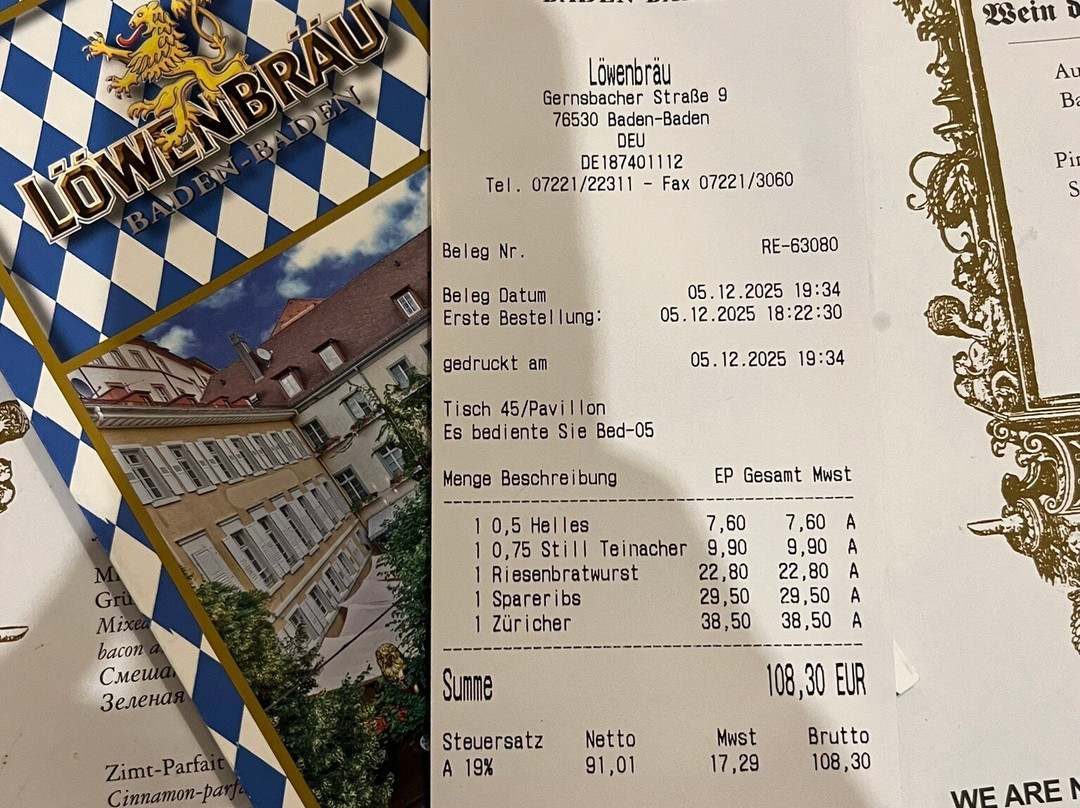 LÖWENBRÄU
BADEN-BADEN
Löwenbräu
Gernsbacher Straße 9
76530 Baden-Baden
DEU
DE187401112
Tel. 07221/22311 - Fax 07221/3060
Beleg Nr. RE-63080
Beleg Datum 05.12.2025 19:34
Erste Bestellung: 05.12.2025 18:22:30
gedruckt am 05.12.2025 19:34
Tisch 45/Pavillon
Es bediente Sie Bed-05
Menge Beschreibung EP Gesamt Mwst
1 0,5 Helles 7,60 7,60 A
1 0,75 Still Teinacher 9,90 9,90 A
1 Riesenbratwurst 22,80 22,80 A
1 Spareribs 29,50 29,50 A
1 Züricher 38,50 38,50 A
Summe 108,30 EUR
Steuersatz Netto Mwst Brutto
A 19% 91,01 17,29 108,30
Mixed
bacon
Зеленая
Zimt-Parfait
Wein
WE ARE